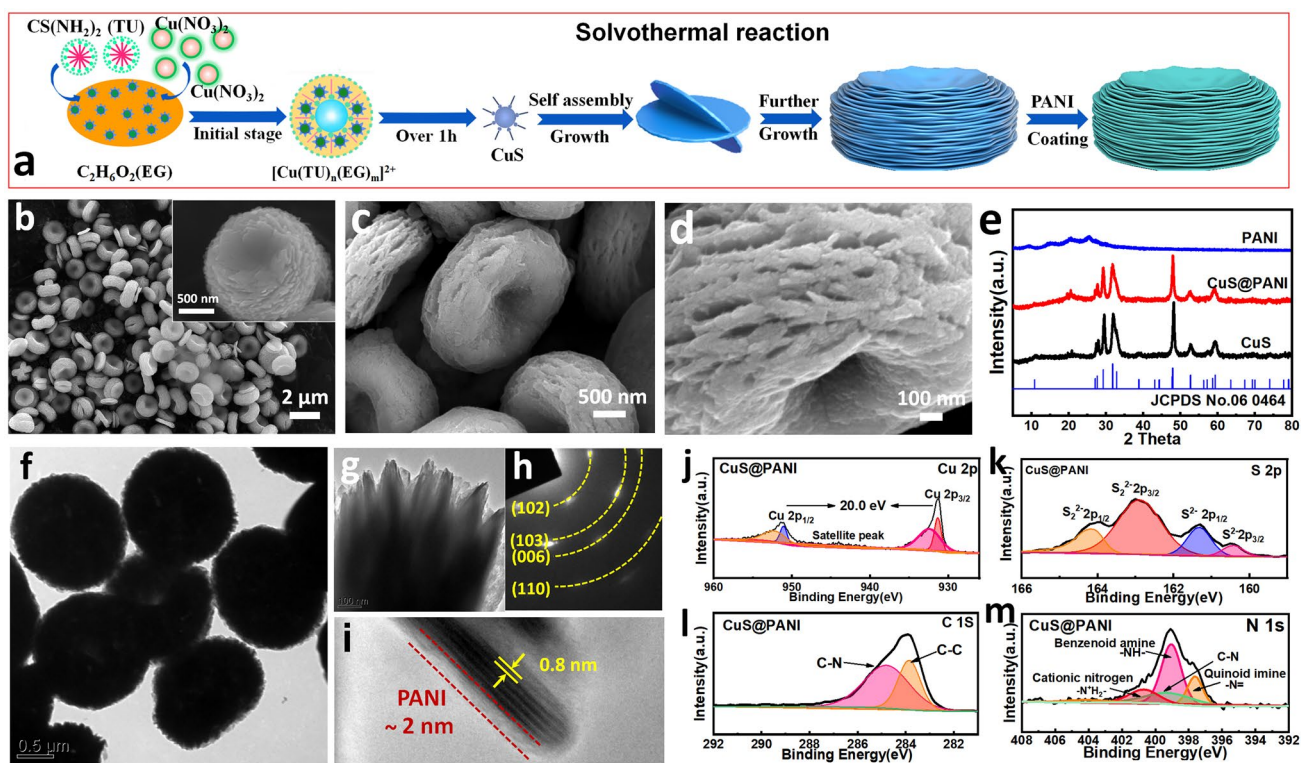 Solvothermal reaction
CS(NH₂)₂ (TU) Cu(NO₃)₂
Cu(NO₃)₂
C₂H₆O₂(EG)
Initial stage
[Cu(TU)ₙ(EG)ₘ]²⁺
Over 1h
CuS
Self assembly
Growth
Further
Growth
PANI
Coating
a
b
500 nm
2 μm
c
500 nm
d
100 nm
e
Intensity(a.u.)
PANI
CuS@PANI
CuS
JCPDS No.06 0464
10 20 30 40 50 60 70 80
2 Theta
f
0.5 μm
g
100 nm
h
(102)
(103)
(006)
(110)
i
0.8 nm
PANI
~ 2 nm
j
CuS@PANI
Cu 2p
Cu 2p₃/₂
20.0 eV
Cu 2p₁/₂
Satellite peak
Intensity(a.u.)
960 950 940 930
Binding Energy(eV)
k
CuS@PANI
S 2p
S₂²⁻2p₃/₂
S₂²⁻2p₁/₂
S²⁻ 2p₁/₂
S²⁻2p₃/₂
Intensity(a.u.)
166 164 162 160
Binding Energy(eV)
l
CuS@PANI
C 1S
C-N
C-C
Intensity(a.u.)
292 290 288 286 284 282
Binding Energy(eV)
m
CuS@PANI
N 1s
Benzenoid amine
-NH-
C-N
Cationic nitrogen
-N⁺H₂-
Quinoid imine
-N=
Intensity(a.u.)
408 406 404 402 400 398 396 394 392
Binding Energy(eV)